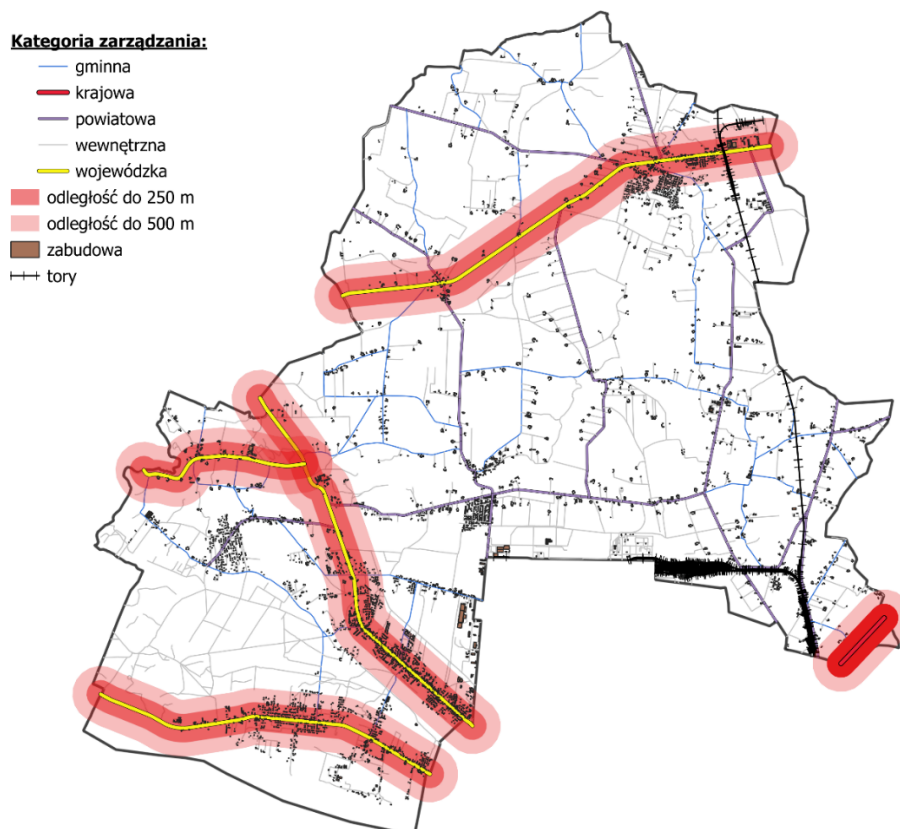 Kategoria zarządzania:
gminna
krajowa
powiatowa
wewnętrzna
wojewódzka
odległość do 250 m
odległość do 500 m
zabudowa
tory